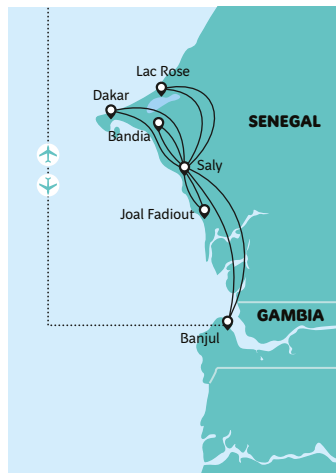 Lac Rose
Dakar
SENEGAL
Bandia
Saly
Joal Fadiout
GAMBIA
Banjul